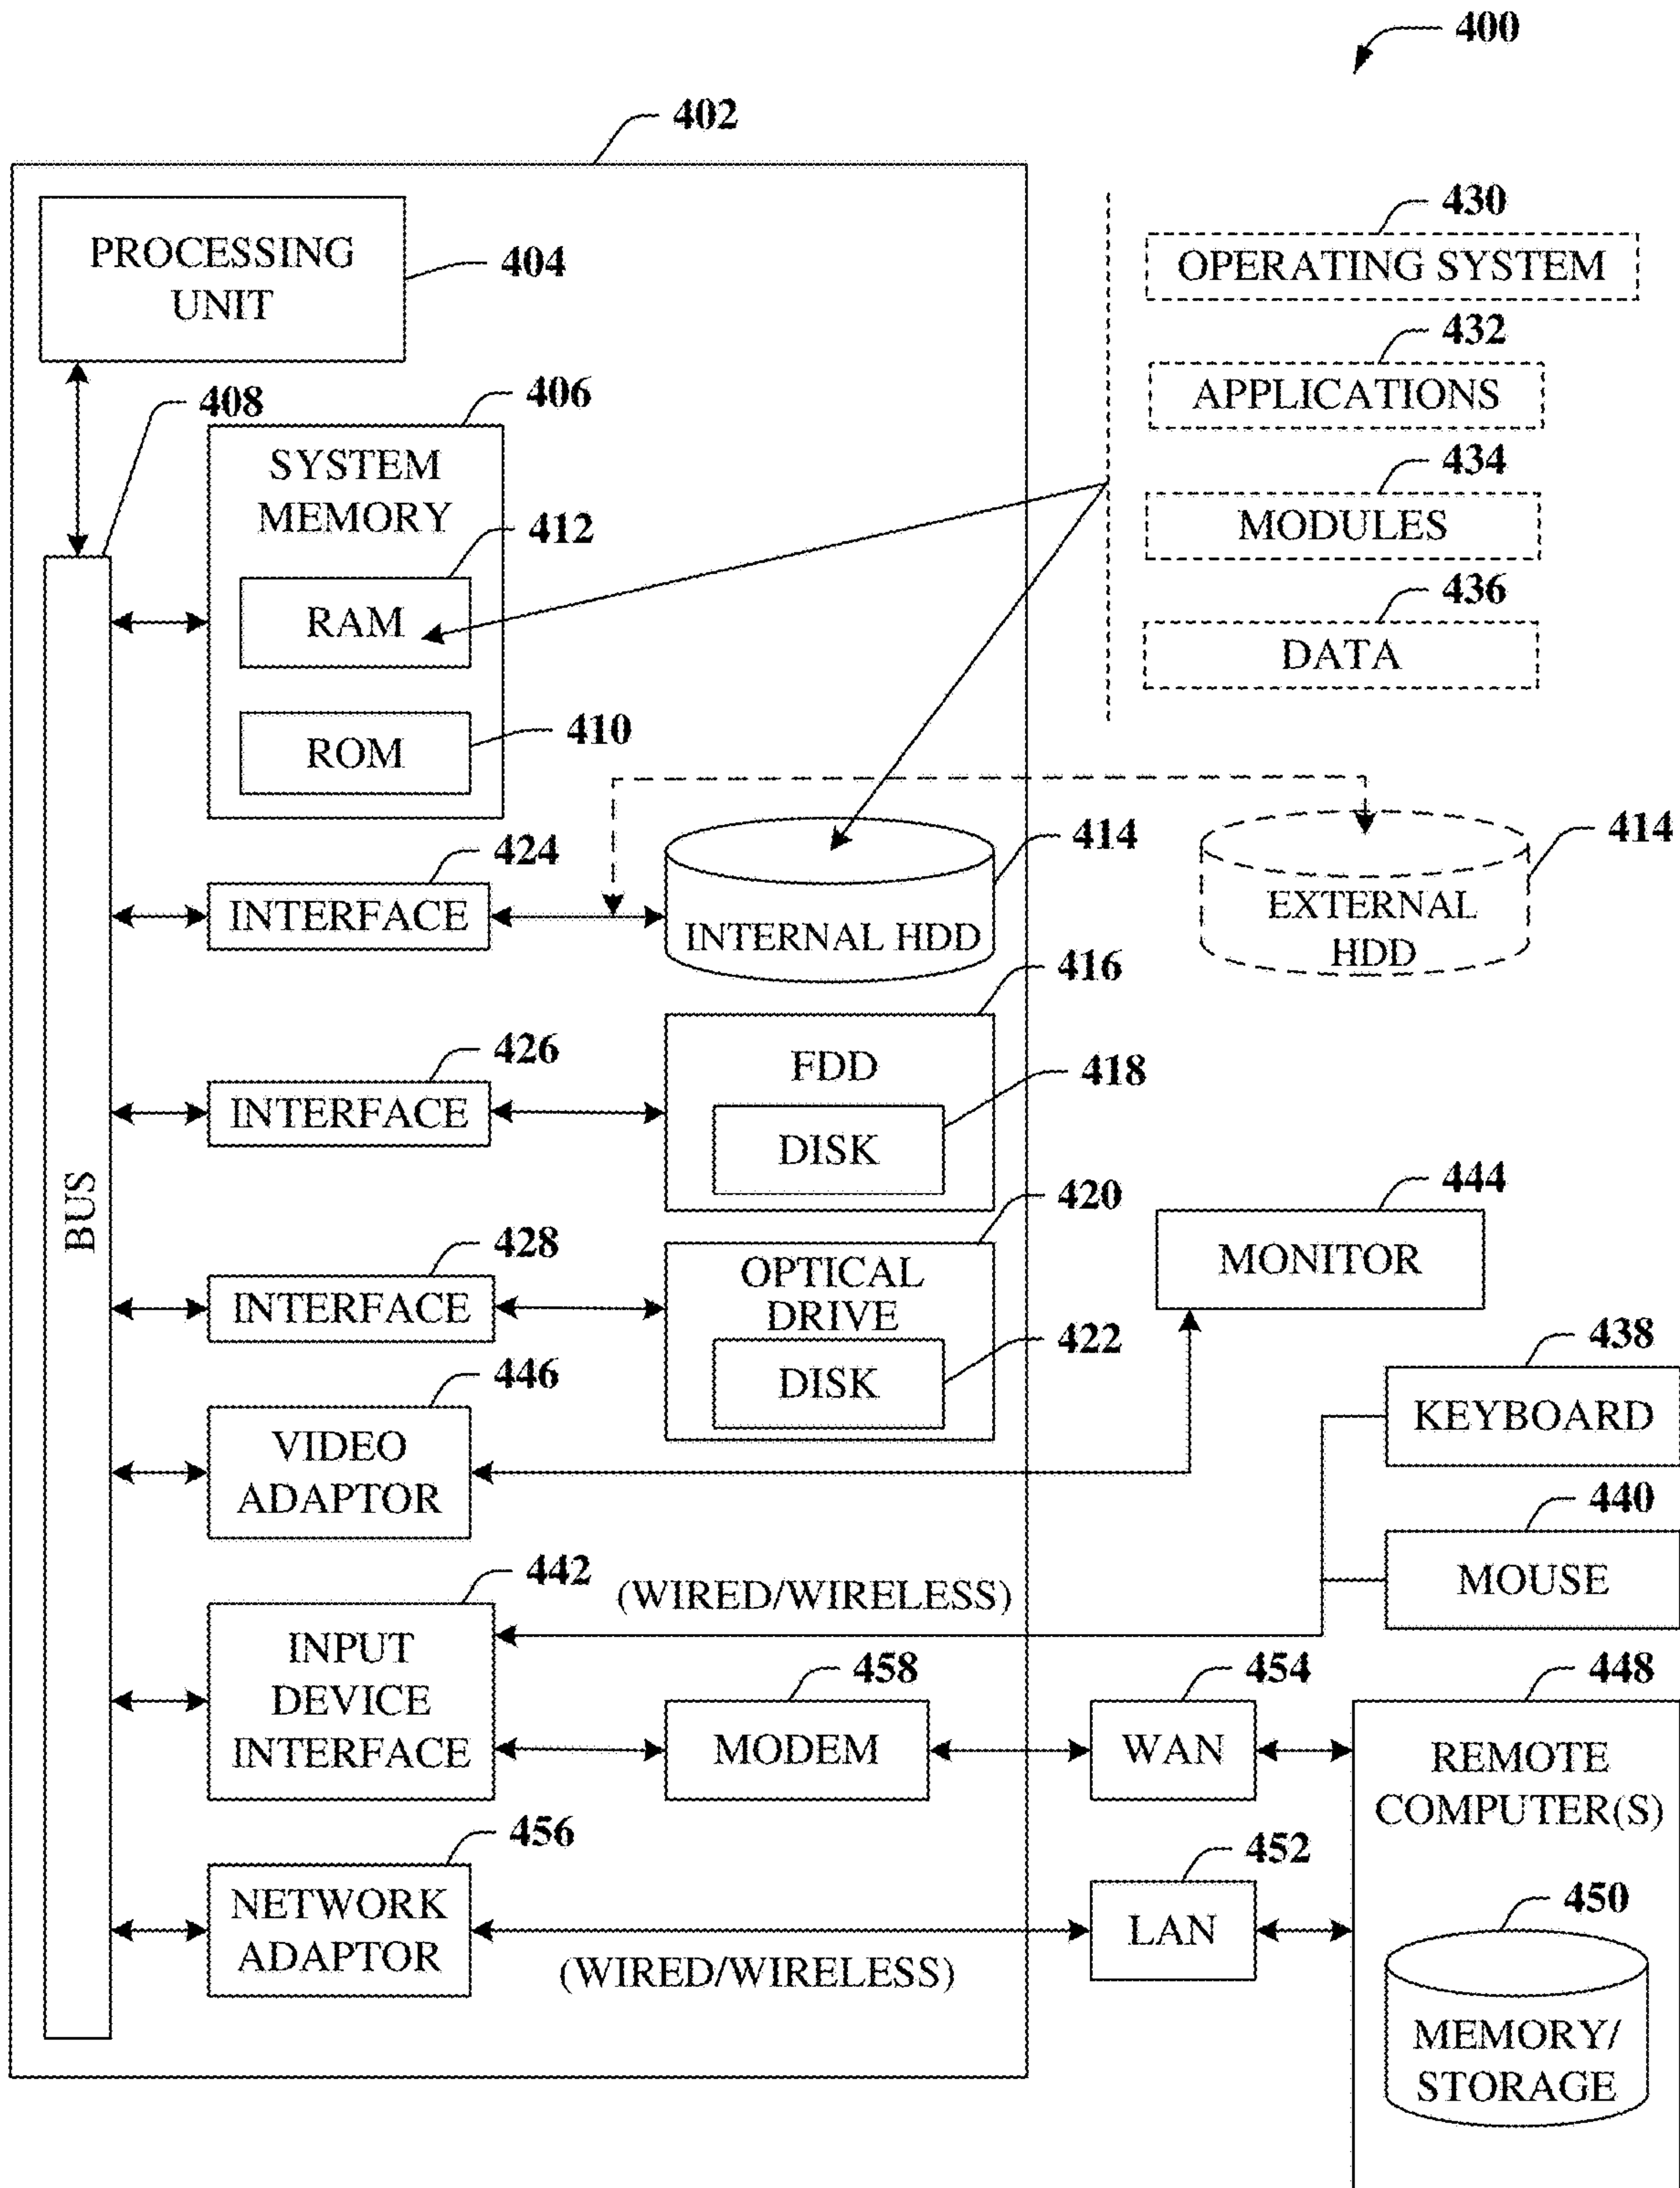 400
402
PROCESSING
UNIT
404
430
OPERATING SYSTEM
432
APPLICATIONS
434
MODULES
436
DATA
408
406
SYSTEM
MEMORY
412
RAM
410
ROM
424
INTERFACE
414
INTERNAL HDD
414
EXTERNAL
HDD
416
FDD
426
INTERFACE
418
DISK
BUS
420
OPTICAL
DRIVE
428
INTERFACE
422
DISK
444
MONITOR
446
VIDEO
ADAPTOR
438
KEYBOARD
440
MOUSE
442
INPUT
DEVICE
INTERFACE
(WIRED/WIRELESS)
458
MODEM
454
WAN
448
REMOTE
COMPUTER(S)
456
NETWORK
ADAPTOR
(WIRED/WIRELESS)
452
LAN
450
MEMORY/
STORAGE